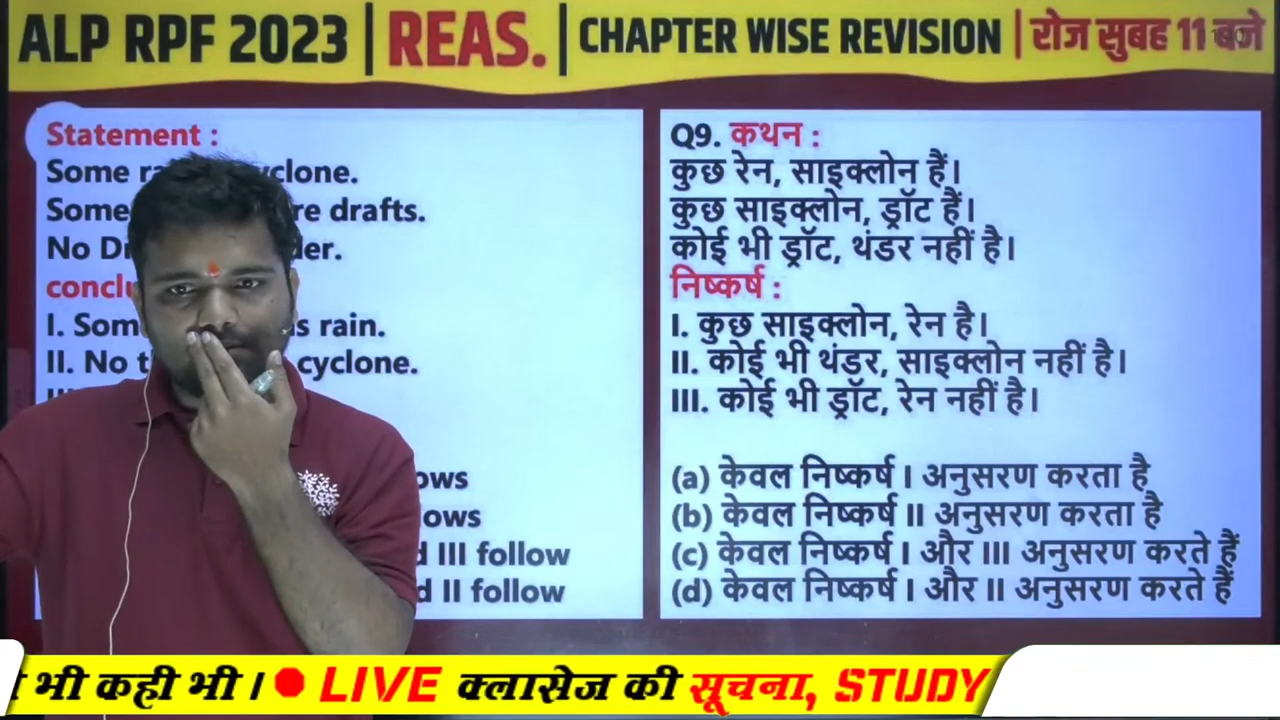 ALP RPF 2023 | REAS. | CHAPTER WISE REVISION | रोज सुबह 11 बजे
Statement :
Some clone.
Some re drafts.
No der.
I. Som s rain.
II. No cyclone.
ows
lows
III follow
d II follow
Q9. कथन :
कुछ रेन, साइक्लोन हैं।
कुछ साइक्लोन, ड्रॉट हैं।
कोई भी ड्रॉट, थंडर नहीं है।
निष्कर्ष :
I. कुछ साइक्लोन, रेन है।
II. कोई भी थंडर, साइक्लोन नहीं है।
III. कोई भी ड्रॉट, रेन नहीं है।
(a) केवल निष्कर्ष I अनुसरण करता है
(b) केवल निष्कर्ष II अनुसरण करता है
(c) केवल निष्कर्ष I और III अनुसरण करते हैं
(d) केवल निष्कर्ष I और II अनुसरण करते हैं
भी कही भी । LIVE क्लासेज की सूचना, STUDY